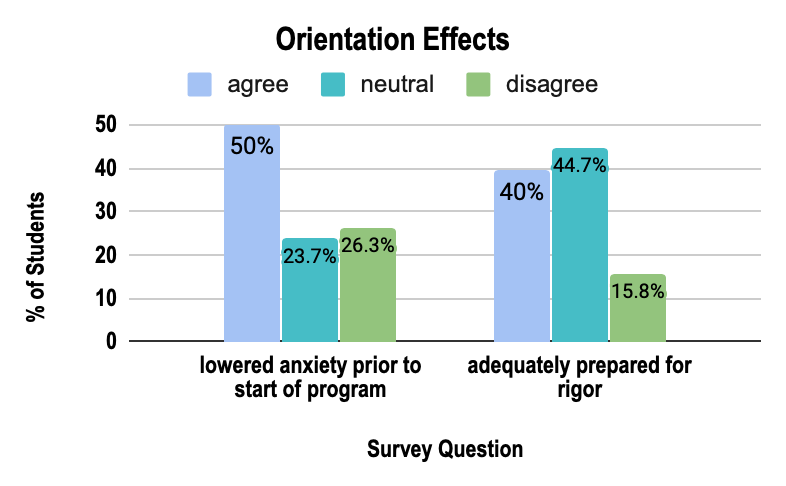 Orientation Effects
agree neutral disagree
% of Students
50
40
30
20
10
0
50%
23.7%
26.3%
40%
44.7%
15.8%
lowered anxiety prior to
start of program
adequately prepared for
rigor
Survey Question